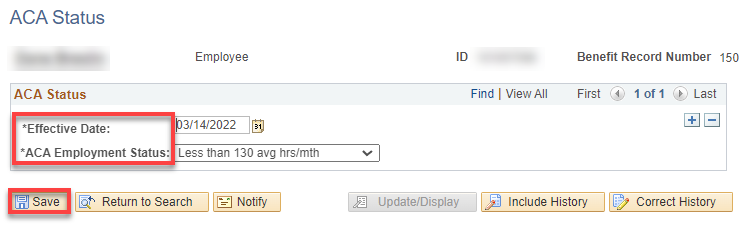 ACA Status
Employee ID Benefit Record Number 150
ACA Status Find | View All First 1 of 1 Last
*Effective Date: 03/14/2022
*ACA Employment Status: Less than 130 avg hrs/mth
Save Return to Search Notify Update/Display Include History Correct History